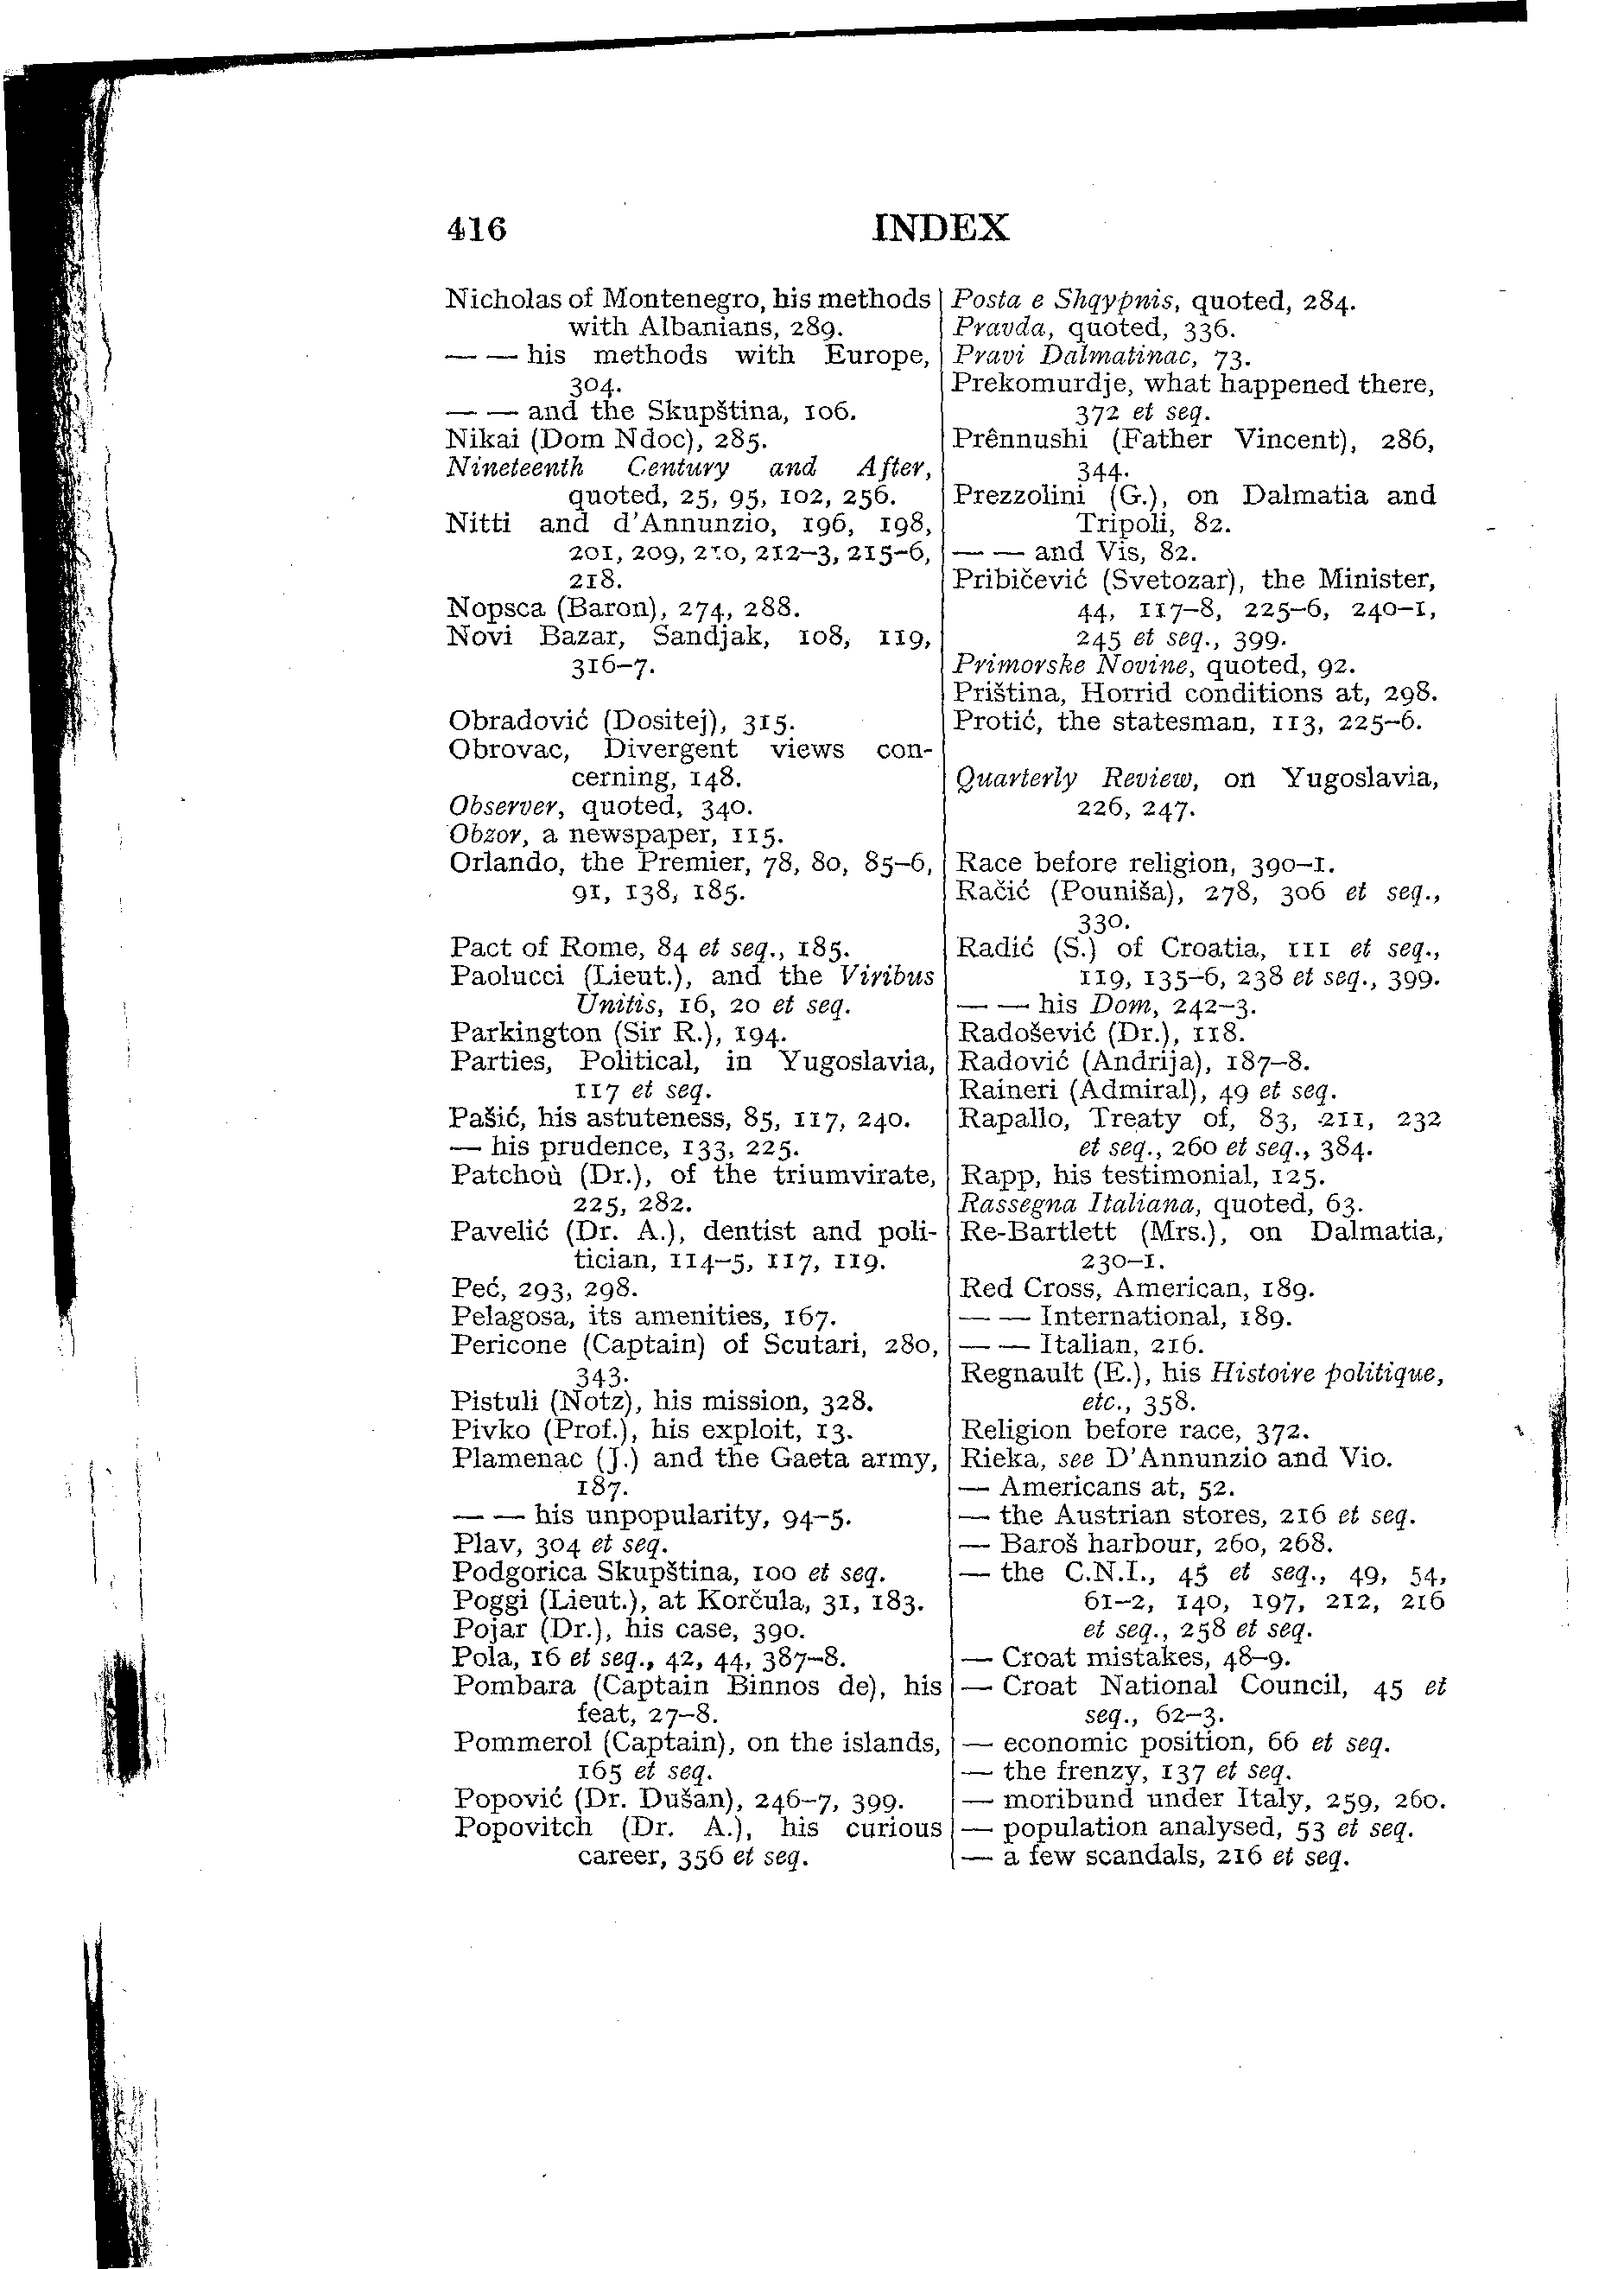 416 INDEX
Nicholas of Montenegro, his methods
with Albanians, 289.
— — his methods with Europe,
304.
— — and the Skupština, 106.
Nikai (Dom Ndoc), 285.
Nineteenth Century and After,
quoted, 25, 95, 102, 256.
Nitti and d'Annunzio, 196, 198,
201, 209, 210, 212–3, 215–6,
218.
Nopsca (Baron), 274, 288.
Novi Bazar, Sandjak, 108, 119,
316–7.
Obradović (Dositej), 315.
Obrovac, Divergent views con-
cerning, 148.
Observer, quoted, 340.
Obzor, a newspaper, 115.
Orlando, the Premier, 78, 80, 85–6,
91, 138, 185.
Pact of Rome, 84 et seq., 185.
Paolucci (Lieut.), and the Viribus
Unitis, 16, 20 et seq.
Parkington (Sir R.), 194.
Parties, Political, in Yugoslavia,
117 et seq.
Pašić, his astuteness, 85, 117, 240.
— his prudence, 133, 225.
Patchoù (Dr.), of the triumvirate,
225, 282.
Pavelić (Dr. A.), dentist and poli-
tician, 114–5, 117, 119.
Peć, 293, 298.
Pelagosa, its amenities, 167.
Pericone (Captain) of Scutari, 280,
343.
Pistuli (Notz), his mission, 328.
Pivko (Prof.), his exploit, 13.
Plamenac (J.) and the Gaeta army,
187.
— — his unpopularity, 94–5.
Plav, 304 et seq.
Podgorica Skupština, 100 et seq.
Poggi (Lieut.), at Korčula, 31, 183.
Pojar (Dr.), his case, 390.
Pola, 16 et seq., 42, 44, 387–8.
Pombara (Captain Binnos de), his
feat, 27–8.
Pommerol (Captain), on the islands,
165 et seq.
Popović (Dr. Dušan), 246–7, 399.
Popovitch (Dr. A.), his curious
career, 356 et seq.
Posta e Shqypnis, quoted, 284.
Pravda, quoted, 336.
Pravi Dalmatinac, 73.
Prekomurdje, what happened there,
372 et seq.
Prênnushi (Father Vincent), 286,
344.
Prezzolini (G.), on Dalmatia and
Tripoli, 82.
— — and Vis, 82.
Pribičević (Svetozar), the Minister,
44, 117–8, 225–6, 240–1,
245 et seq., 399.
Primorske Novine, quoted, 92.
Priština, Horrid conditions at, 298.
Protić, the statesman, 113, 225–6.
Quarterly Review, on Yugoslavia,
226, 247.
Race before religion, 390–1.
Račić (Pouniša), 278, 306 et seq.,
330.
Radić (S.) of Croatia, 111 et seq.,
119, 135–6, 238 et seq., 399.
— — his Dom, 242–3.
Radošević (Dr.), 118.
Radović (Andrija), 187–8.
Raineri (Admiral), 49 et seq.
Rapallo, Treaty of, 83, 211, 232
et seq., 260 et seq., 384.
Rapp, his testimonial, 125.
Rassegna Italiana, quoted, 63.
Re-Bartlett (Mrs.), on Dalmatia,
230–1.
Red Cross, American, 189.
— — International, 189.
— — Italian, 216.
Regnault (E.), his Histoire politique,
etc., 358.
Religion before race, 372.
Rieka, see D'Annunzio and Vio.
— Americans at, 52.
— the Austrian stores, 216 et seq.
— Baroš harbour, 260, 268.
— the C.N.I., 45 et seq., 49, 54,
61–2, 140, 197, 212, 216
et seq., 258 et seq.
— Croat mistakes, 48–9.
— Croat National Council, 45 et
seq., 62–3.
— economic position, 66 et seq.
— the frenzy, 137 et seq.
— moribund under Italy, 259, 260.
— population analysed, 53 et seq.
— a few scandals, 216 et seq.